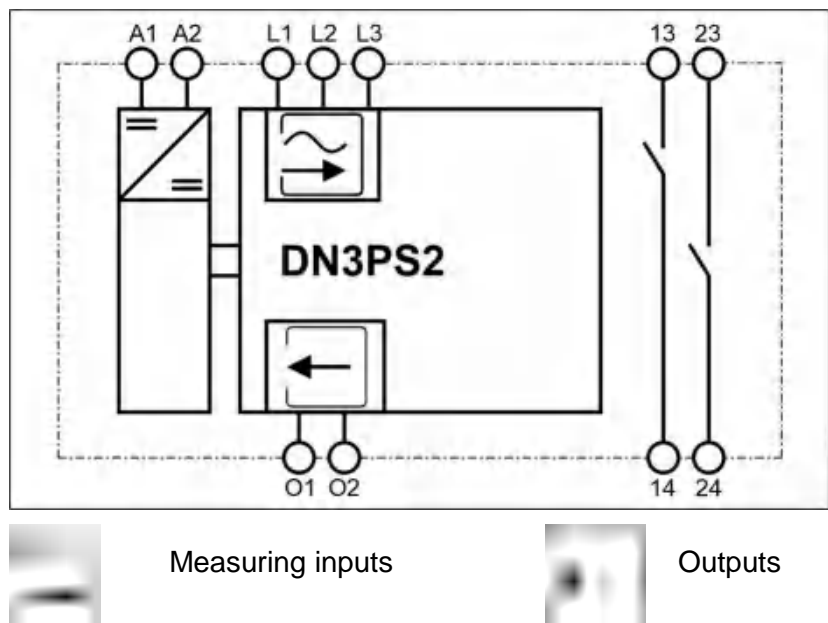 A1 A2 L1 L2 L3 13 23
DN3PS2
O1 O2 14 24
Measuring inputs Outputs